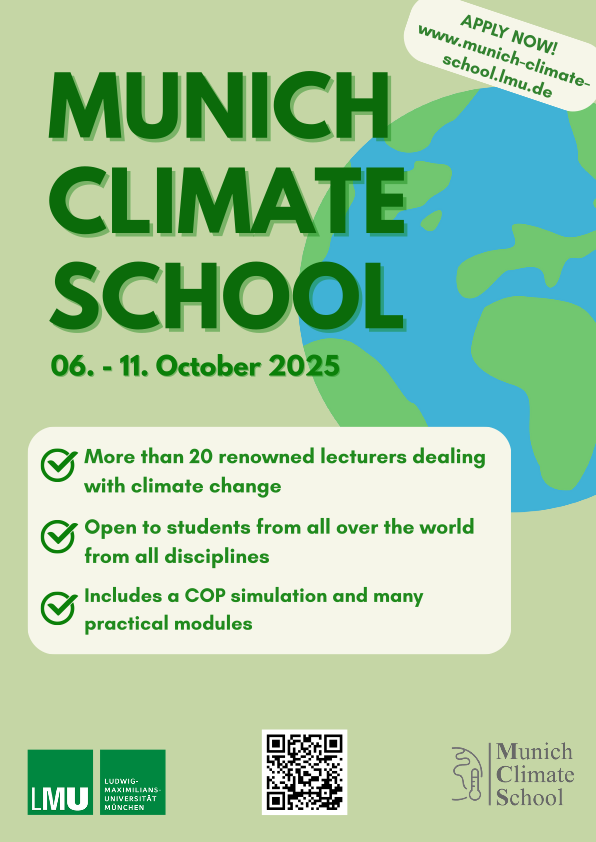 APPLY NOW!
www.munich-climate-
school.lmu.de
MUNICH
CLIMATE
SCHOOL
06. - 11. October 2025
More than 20 renowned lecturers dealing
with climate change
Open to students from all over the world
from all disciplines
Includes a COP simulation and many
practical modules
LMU
LUDWIG-
MAXIMILIANS-
UNIVERSITÄT
MÜNCHEN
Munich
Climate
School